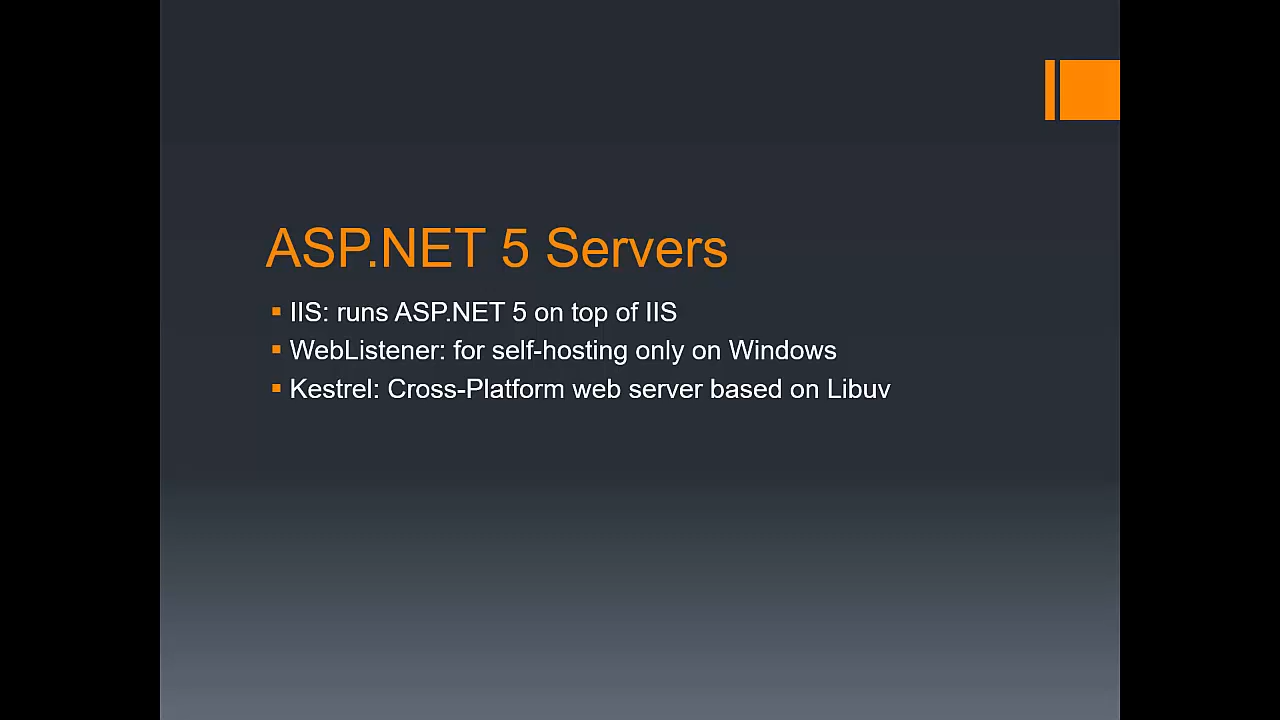 ASP.NET 5 Servers
IIS: runs ASP.NET 5 on top of IIS
WebListener: for self-hosting only on Windows
Kestrel: Cross-Platform web server based on Libuv